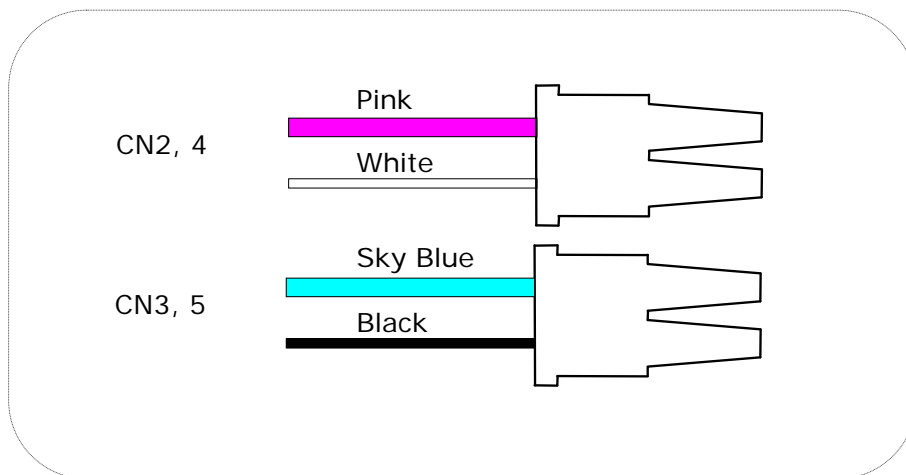 Pink
CN2, 4
White
Sky Blue
CN3, 5
Black